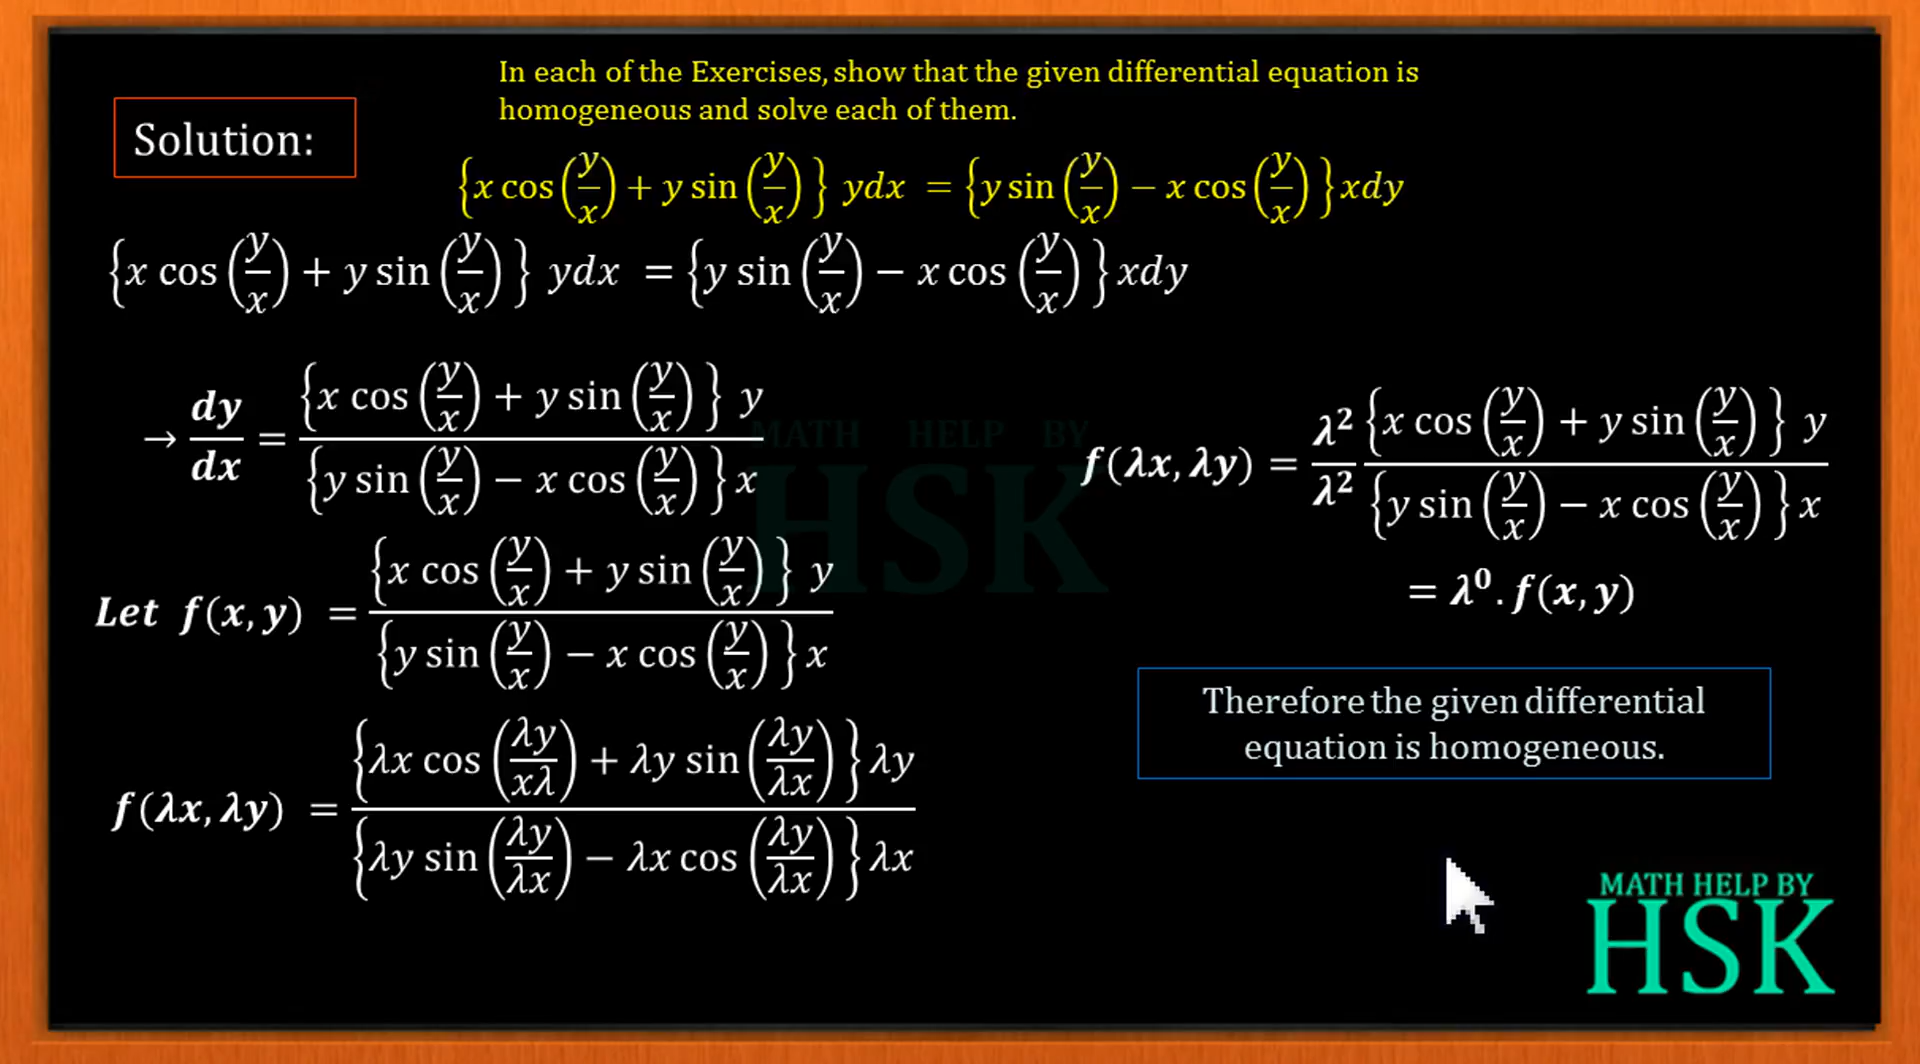 In each of the Exercises, show that the given differential equation is
homogeneous and solve each of them.
Solution:
{x cos(y/x) + y sin(y/x)} ydx = {y sin(y/x) − x cos(y/x)}xdy
{x cos(y/x) + y sin(y/x)} ydx = {y sin(y/x) − x cos(y/x)}xdy
→ dy/dx = {x cos(y/x) + y sin(y/x)} y / {y sin(y/x) − x cos(y/x)}x
Let f(x, y) = {x cos(y/x) + y sin(y/x)} y / {y sin(y/x) − x cos(y/x)}x
f(λx, λy) = {λx cos(λy/xλ) + λy sin(λy/λx)}λy / {λy sin(λy/λx) − λx cos(λy/λx)}λx
f(λx, λy) = λ²/λ² {x cos(y/x) + y sin(y/x)} y / {y sin(y/x) − x cos(y/x)}x
= λ⁰. f(x, y)
Therefore the given differential
equation is homogeneous.
MATH HELP BY
HSK
MATH HELP BY
HSK